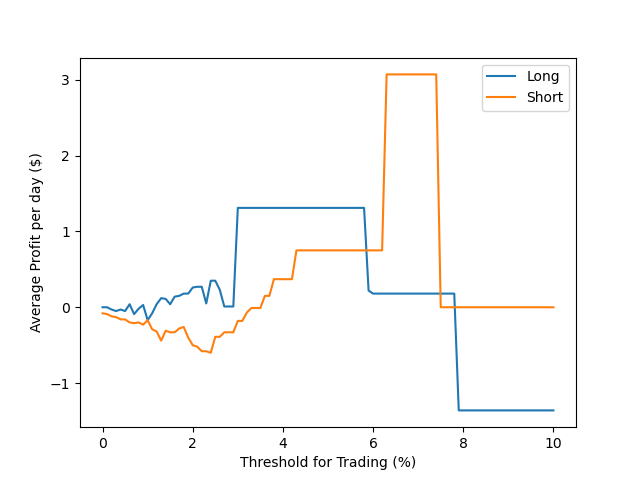 Long
Short
3
2
1
0
−1
Average Profit per day ($)
0
2
4
6
8
10
Threshold for Trading (%)